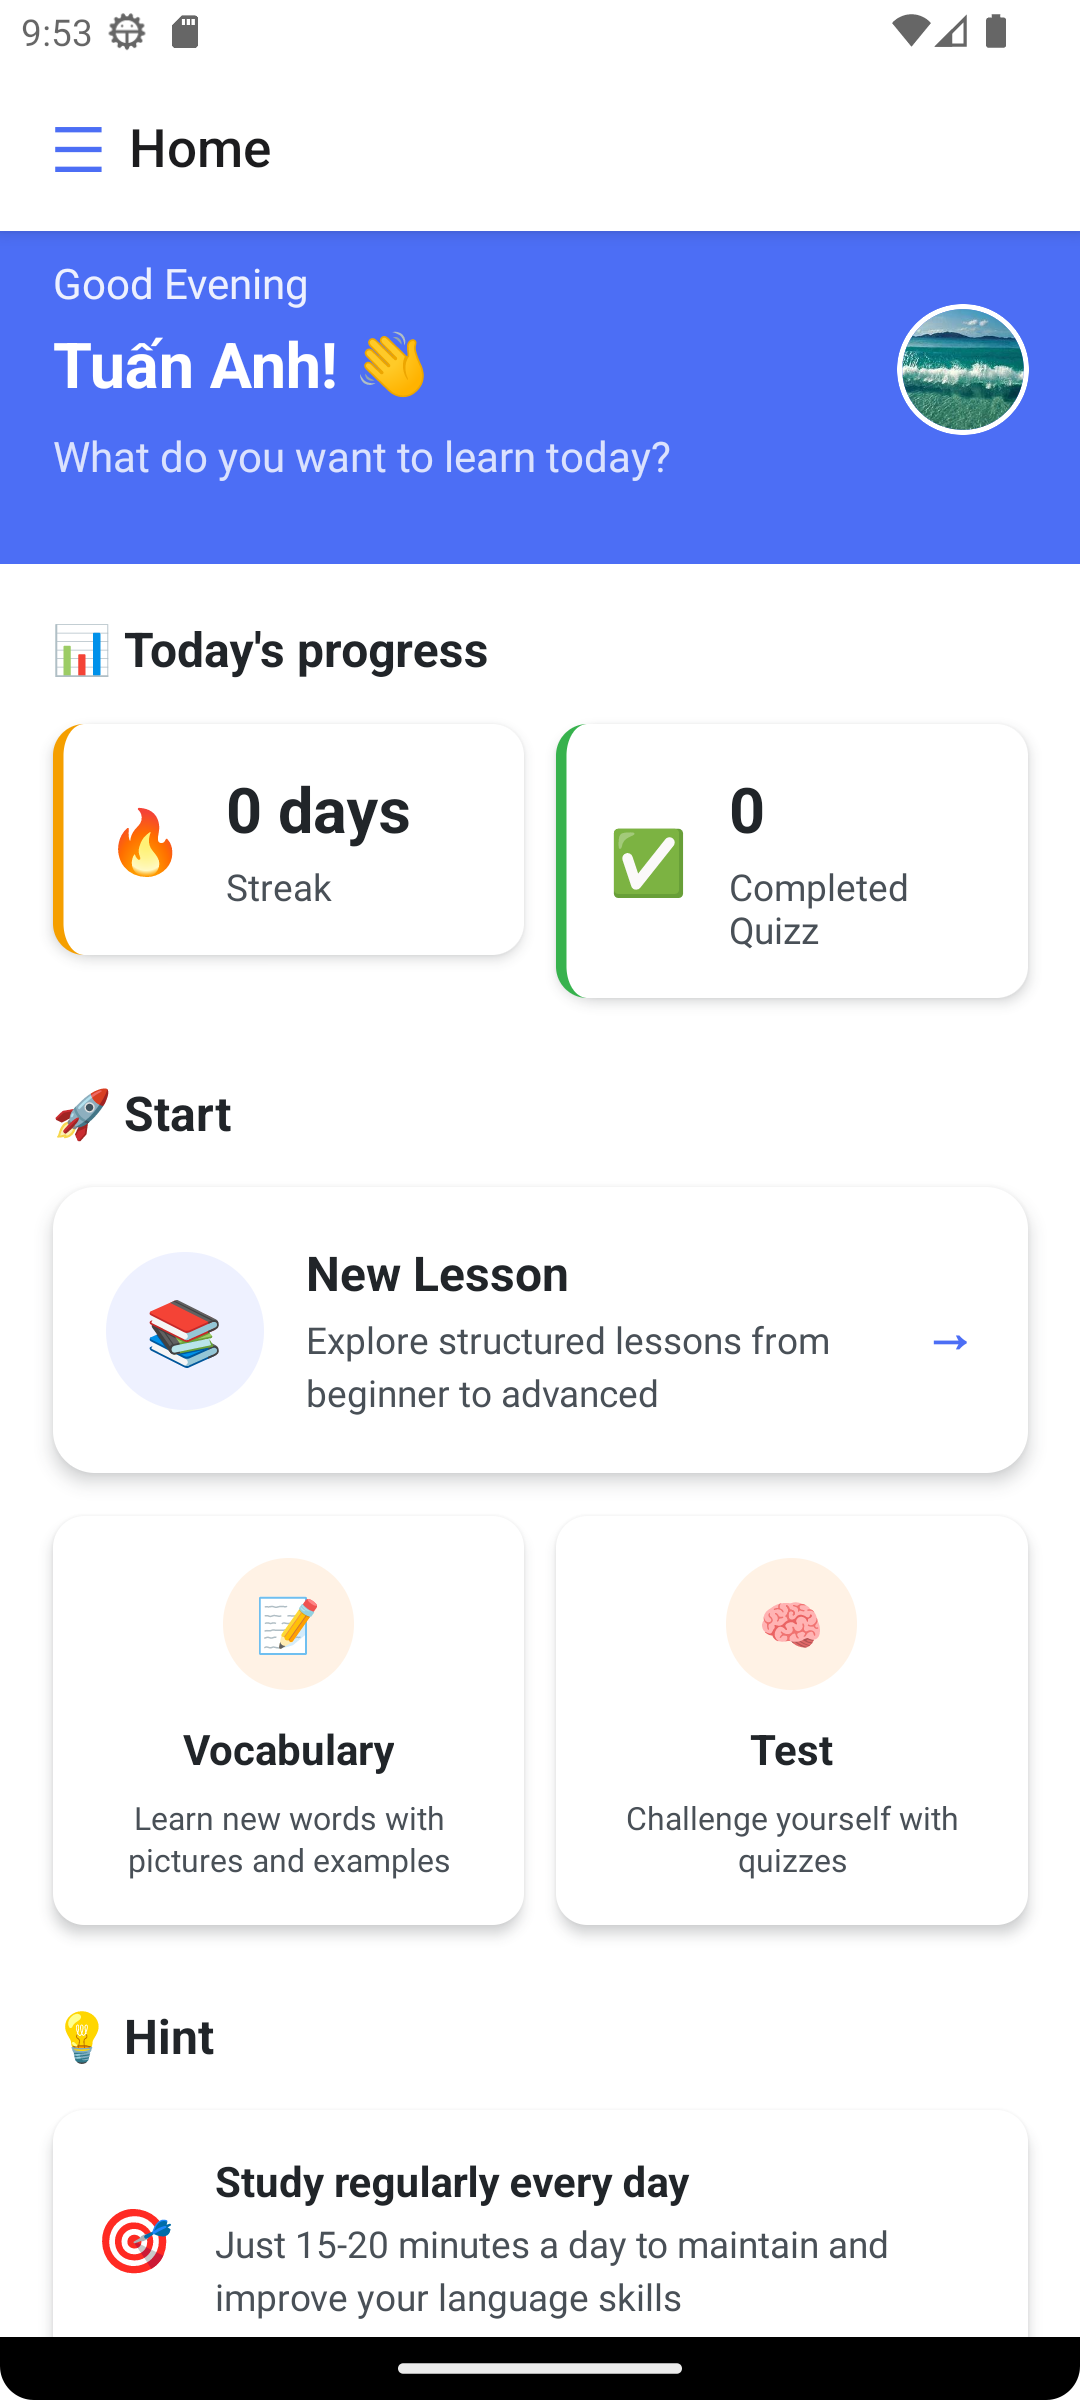 9:53
Home
Good Evening
Tuấn Anh! 👋
What do you want to learn today?
📊 Today's progress
🔥 0 days
Streak
✅ 0
Completed
Quizz
🚀 Start
📚 New Lesson
Explore structured lessons from
beginner to advanced
→
📝
Vocabulary
Learn new words with
pictures and examples
🧠
Test
Challenge yourself with
quizzes
💡 Hint
🎯 Study regularly every day
Just 15-20 minutes a day to maintain and
improve your language skills